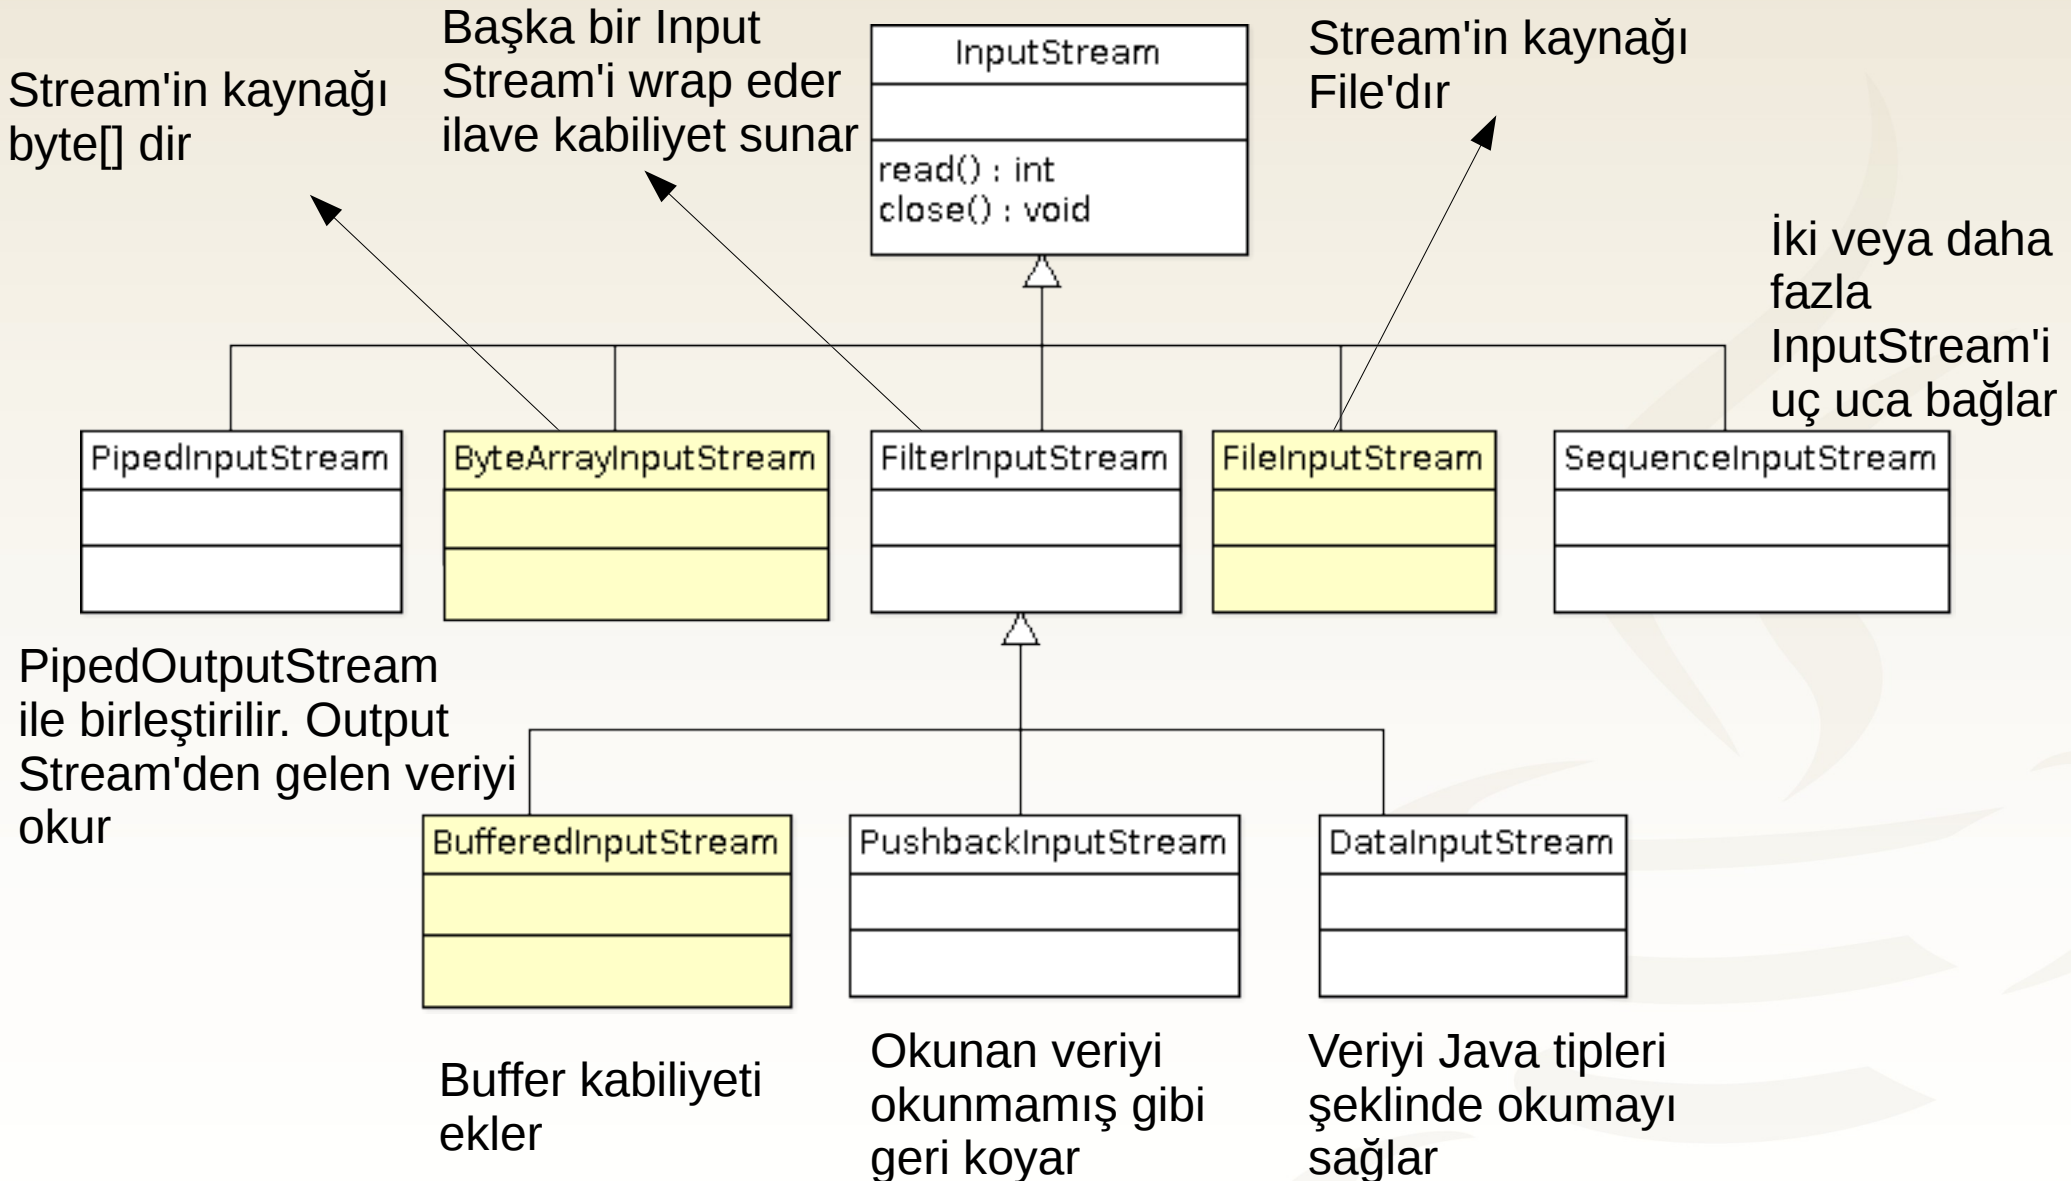 Başka bir Input
Stream'i wrap eder
ilave kabiliyet sunar
Stream'in kaynağı
byte[] dir
InputStream
read() : int
close() : void
Stream'in kaynağı
File'dır
İki veya daha
fazla
InputStream'i
uç uca bağlar
PipedInputStream
ByteArrayInputStream
FilterInputStream
FileInputStream
SequenceInputStream
PipedOutputStream
ile birleştirilir. Output
Stream'den gelen veriyi
okur
BufferedInputStream
PushbackInputStream
DataInputStream
Buffer kabiliyeti
ekler
Okunan veriyi
okunmamış gibi
geri koyar
Veriyi Java tipleri
şeklinde okumayı
sağlar